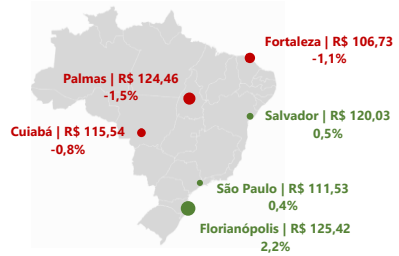 Fortaleza | R$ 106,73
-1,1%
Palmas | R$ 124,46
-1,5%
Salvador | R$ 120,03
0,5%
Cuiabá | R$ 115,54
-0,8%
São Paulo | R$ 111,53
0,4%
Florianópolis | R$ 125,42
2,2%